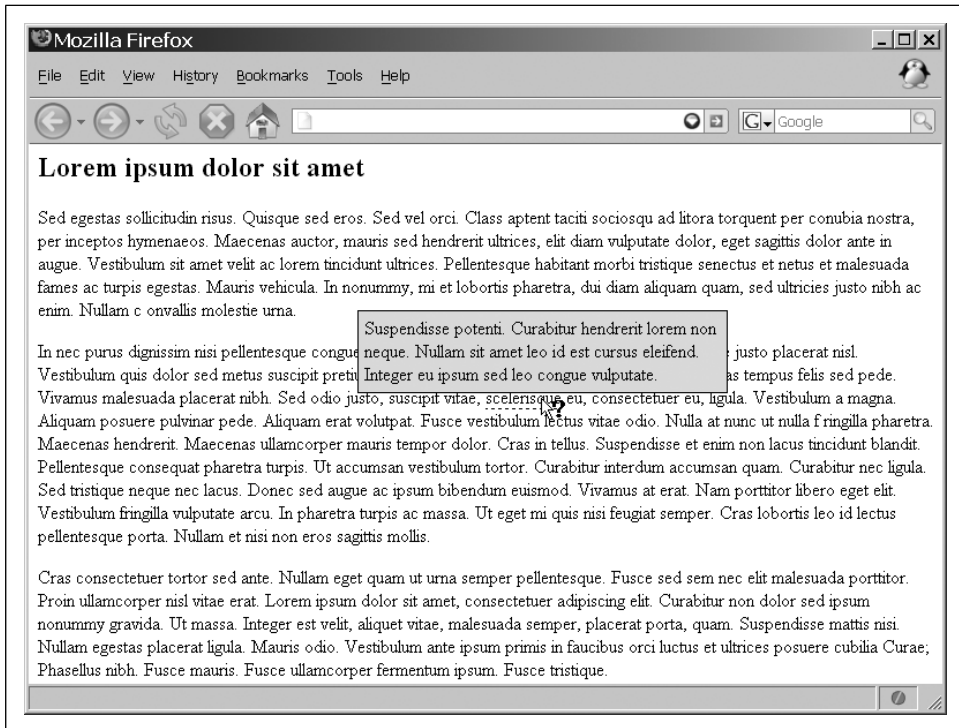 Mozilla Firefox
File Edit View History Bookmarks Tools Help
G Google
Lorem ipsum dolor sit amet
Sed egestas sollicitudin risus. Quisque sed eros. Sed vel orci. Class aptent taciti sociosqu ad litora torquent per conubia nostra,
per inceptos hymenaeos. Maecenas auctor, mauris sed hendrerit ultrices, elit diam vulputate dolor, eget sagittis dolor ante in
augue. Vestibulum sit amet velit ac lorem tincidunt ultrices. Pellentesque habitant morbi tristique senectus et netus et malesuada
fames ac turpis egestas. Mauris vehicula. In nonummy, mi et lobortis pharetra, dui diam aliquam quam, sed ultricies justo nibh ac
enim. Nullam c onvallis molestie urna.
Suspendisse potenti. Curabitur hendrerit lorem non
neque. Nullam sit amet leo id est cursus eleifend.
Integer eu ipsum sed leo congue vulputate.
In nec purus dignissim nisi pellentesque congue justo placerat nisl.
Vestibulum quis dolor sed metus suscipit preti as tempus felis sed pede.
Vivamus malesuada placerat nibh. Sed odio justo, suscipit vitae, scelerisque eu, consectetuer eu, ligula. Vestibulum a magna.
Aliquam posuere pulvinar pede. Aliquam erat volutpat. Fusce vestibulum lectus vitae odio. Nulla at nunc ut nulla f ringilla pharetra.
Maecenas hendrerit. Maecenas ullamcorper mauris tempor dolor. Cras in tellus. Suspendisse et enim non lacus tincidunt blandit.
Pellentesque consequat pharetra turpis. Ut accumsan vestibulum tortor. Curabitur interdum accumsan quam. Curabitur nec ligula.
Sed tristique neque nec lacus. Donec sed augue ac ipsum bibendum euismod. Vivamus at erat. Nam porttitor libero eget elit.
Vestibulum fringilla vulputate arcu. In pharetra turpis ac massa. Ut eget mi quis nisi feugiat semper. Cras lobortis leo id lectus
pellentesque porta. Nullam et nisi non eros sagittis mollis.
Cras consectetuer tortor sed ante. Nullam eget quam ut urna semper pellentesque. Fusce sed sem nec elit malesuada porttitor.
Proin ullamcorper nisl vitae erat. Lorem ipsum dolor sit amet, consectetuer adipiscing elit. Curabitur non dolor sed ipsum
nonummy gravida. Ut massa. Integer est velit, aliquet vitae, malesuada semper, placerat porta, quam. Suspendisse mattis nisi.
Nullam egestas placerat ligula. Mauris odio. Vestibulum ante ipsum primis in faucibus orci luctus et ultrices posuere cubilia Curae;
Phasellus nibh. Fusce mauris. Fusce ullamcorper fermentum ipsum. Fusce tristique.